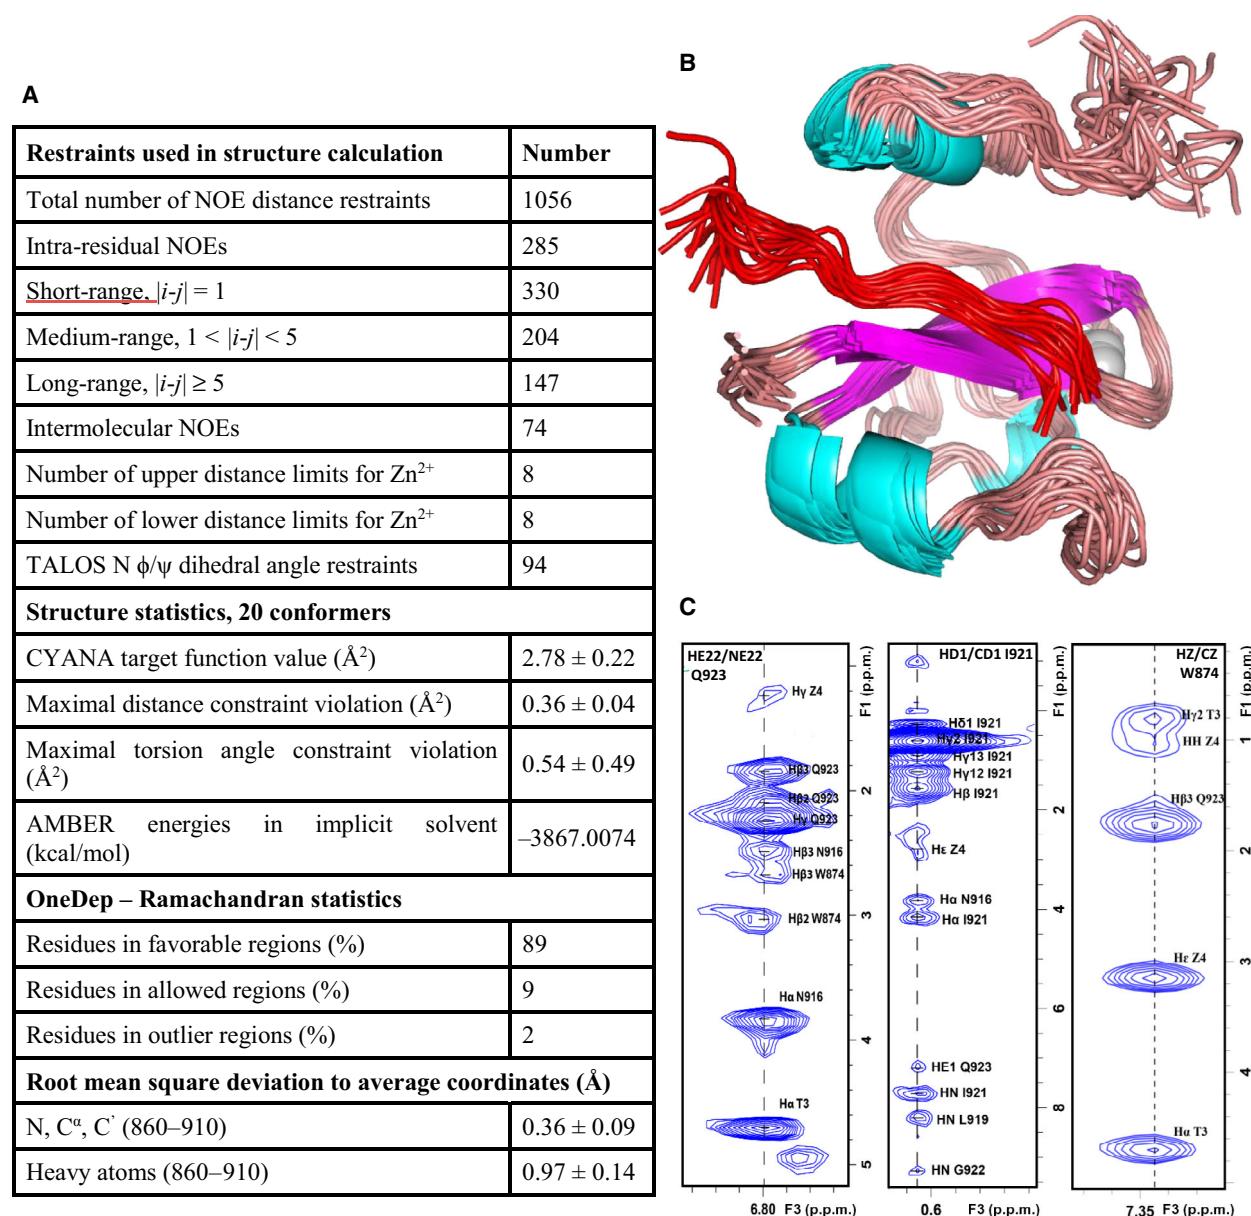 A
Restraints used in structure calculation Number
Total number of NOE distance restraints 1056
Intra-residual NOEs 285
Short-range, |i-j| = 1 330
Medium-range, 1 < |i-j| < 5 204
Long-range, |i-j| ≥ 5 147
Intermolecular NOEs 74
Number of upper distance limits for Zn²⁺ 8
Number of lower distance limits for Zn²⁺ 8
TALOS N ϕ/ψ dihedral angle restraints 94
Structure statistics, 20 conformers
CYANA target function value (Å²) 2.78 ± 0.22
Maximal distance constraint violation (Å²) 0.36 ± 0.04
Maximal torsion angle constraint violation
(Å²) 0.54 ± 0.49
AMBER energies in implicit solvent
(kcal/mol) –3867.0074
OneDep – Ramachandran statistics
Residues in favorable regions (%) 89
Residues in allowed regions (%) 9
Residues in outlier regions (%) 2
Root mean square deviation to average coordinates (Å)
N, Cᵅ, C’ (860–910) 0.36 ± 0.09
Heavy atoms (860–910) 0.97 ± 0.14
B
C
HE22/NE22
Q923
Hγ Z4
Hβ3 Q923
Hβ2 Q923
Hγ Q923
Hβ3 N916
Hβ3 W874
Hβ2 W874
Hα N916
Hα T3
F1 (p.p.m.)
2
3
4
5
6.80 F3 (p.p.m.)
HD1/CD1 I921
Hδ1 I921
Hγ2 I921
Hγ13 I921
Hγ12 I921
Hβ I921
Hε Z4
Hα N916
Hα I921
HE1 Q923
HN I921
HN L919
HN G922
F1 (p.p.m.)
2
4
6
8
0.6 F3 (p.p.m.)
HZ/CZ
W874
Hγ2 T3
HH Z4
Hβ3 Q923
Hε Z4
Hα T3
F1 (p.p.m.)
1
2
3
4
7.35 F3 (p.p.m.)